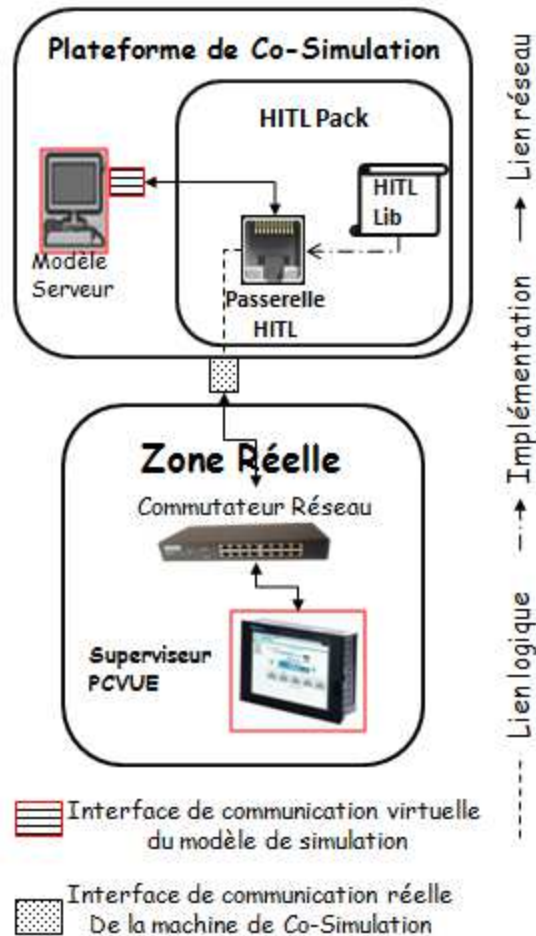 Plateforme de Co-Simulation
HITL Pack
HITL
Lib
Modèle
Serveur
Passerelle
HITL
Zone Réelle
Commutateur Réseau
Superviseur
PCVUE
Interface de communication virtuelle
du modèle de simulation
Interface de communication réelle
De la machine de Co-Simulation
Lien logique
Implémentation
Lien réseau